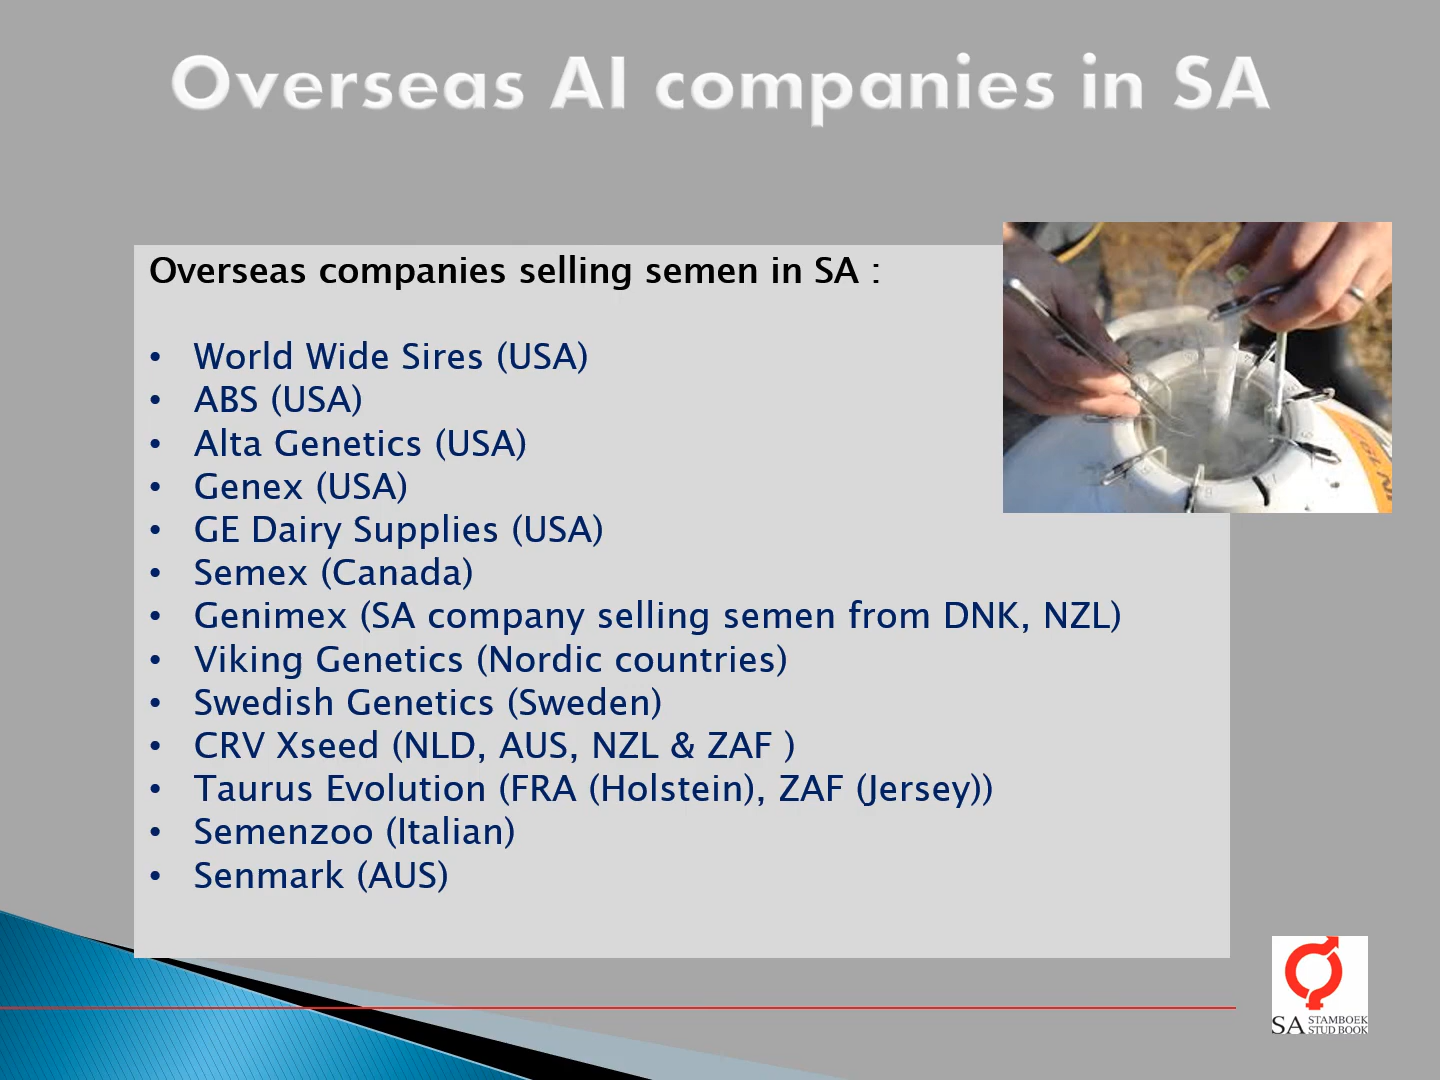 Overseas AI companies in SA
Overseas companies selling semen in SA :
• World Wide Sires (USA)
• ABS (USA)
• Alta Genetics (USA)
• Genex (USA)
• GE Dairy Supplies (USA)
• Semex (Canada)
• Genimex (SA company selling semen from DNK, NZL)
• Viking Genetics (Nordic countries)
• Swedish Genetics (Sweden)
• CRV Xseed (NLD, AUS, NZL & ZAF )
• Taurus Evolution (FRA (Holstein), ZAF (Jersey))
• Semenzoo (Italian)
• Senmark (AUS)
SA STAMBOEK
STUD BOOK